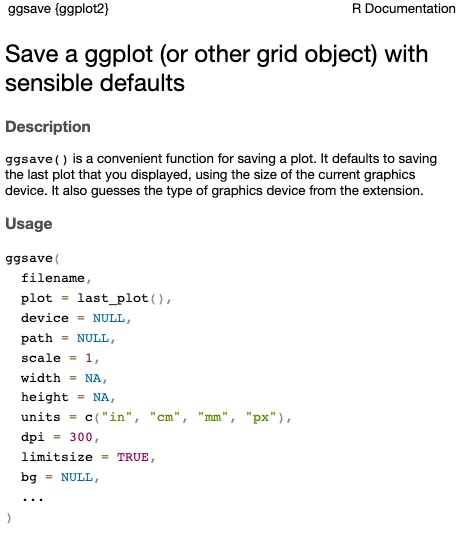 ggsave {ggplot2}
R Documentation
Save a ggplot (or other grid object) with
sensible defaults
Description
ggsave() is a convenient function for saving a plot. It defaults to saving
the last plot that you displayed, using the size of the current graphics
device. It also guesses the type of graphics device from the extension.
Usage
ggsave(
  filename,
  plot = last_plot(),
  device = NULL,
  path = NULL,
  scale = 1,
  width = NA,
  height = NA,
  units = c("in", "cm", "mm", "px"),
  dpi = 300,
  limitsize = TRUE,
  bg = NULL,
  ...
)